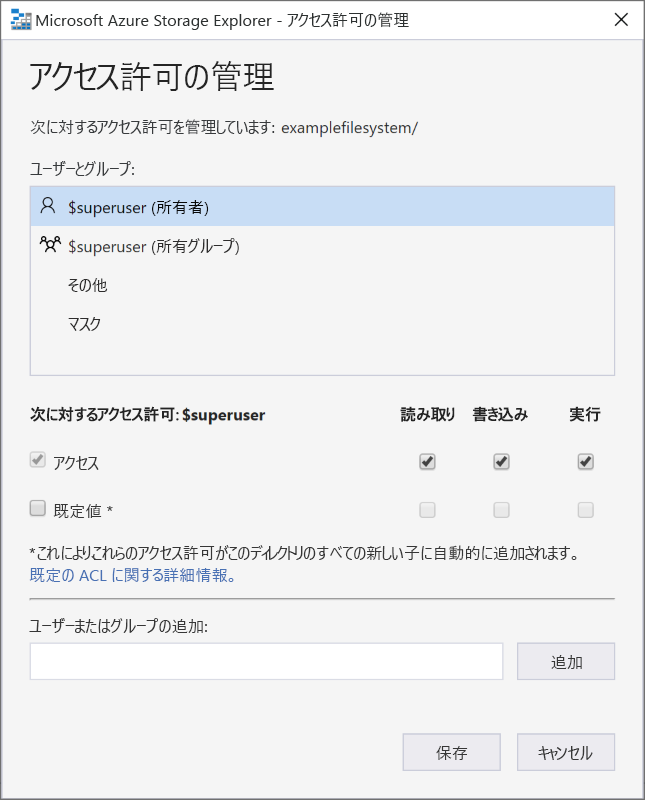 Microsoft Azure Storage Explorer - アクセス許可の管理
アクセス許可の管理
次に対するアクセス許可を管理しています: examplefilesystem/
ユーザーとグループ:
$superuser (所有者)
$superuser (所有グループ)
その他
マスク
次に対するアクセス許可: $superuser 読み取り 書き込み 実行
アクセス
既定値 *
*これによりこれらのアクセス許可がこのディレクトリのすべての新しい子に自動的に追加されます。
既定の ACL に関する詳細情報。
ユーザーまたはグループの追加:
追加
保存 キャンセル